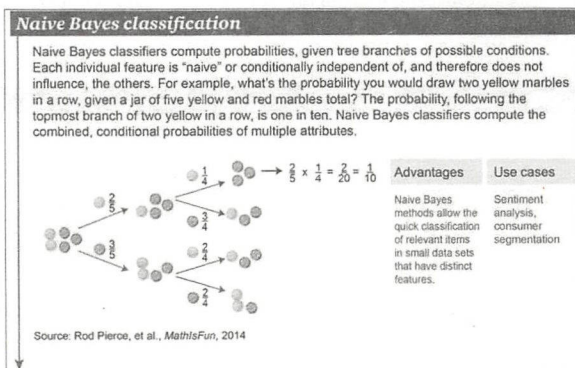 Naive Bayes classification
Naive Bayes classifiers compute probabilities, given tree branches of possible conditions.
Each individual feature is "naive" or conditionally independent of, and therefore does not
influence, the others. For example, what's the probability you would draw two yellow marbles
in a row, given a jar of five yellow and red marbles total? The probability, following the
topmost branch of two yellow in a row, is one in ten. Naive Bayes classifiers compute the
combined, conditional probabilities of multiple attributes.
2/5
3/5
1/4
3/4
2/4
2/4
2/5 x 1/4 = 2/20 = 1/10
Advantages
Naive Bayes
methods allow the
quick classification
of relevant items
in small data sets
that have distinct
features.
Use cases
Sentiment
analysis,
consumer
segmentation
Source: Rod Pierce, et al., MathIsFun, 2014